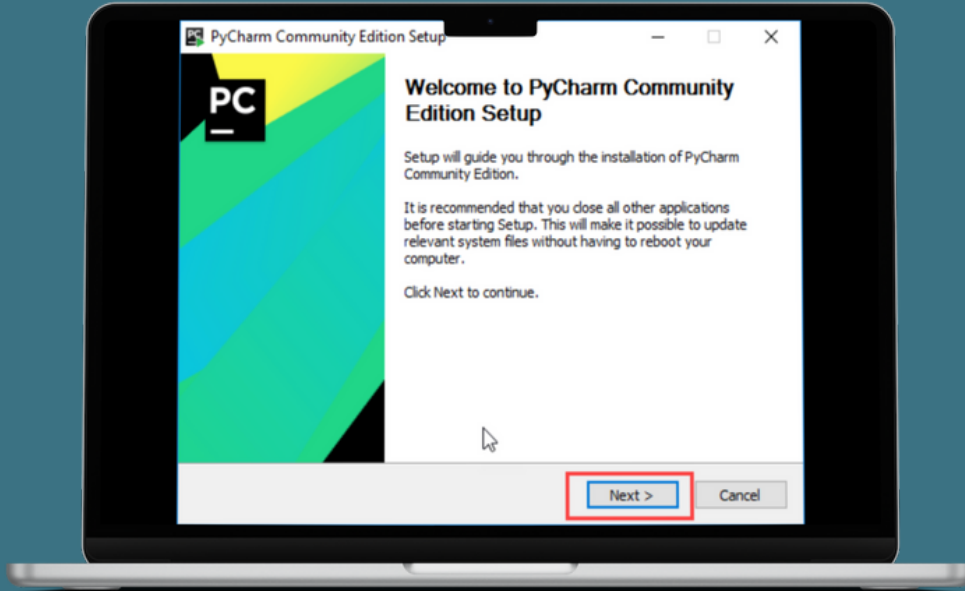 PyCharm Community Edition Setup
PC
Welcome to PyCharm Community
Edition Setup
Setup will guide you through the installation of PyCharm
Community Edition.
It is recommended that you close all other applications
before starting Setup. This will make it possible to update
relevant system files without having to reboot your
computer.
Click Next to continue.
Next >
Cancel